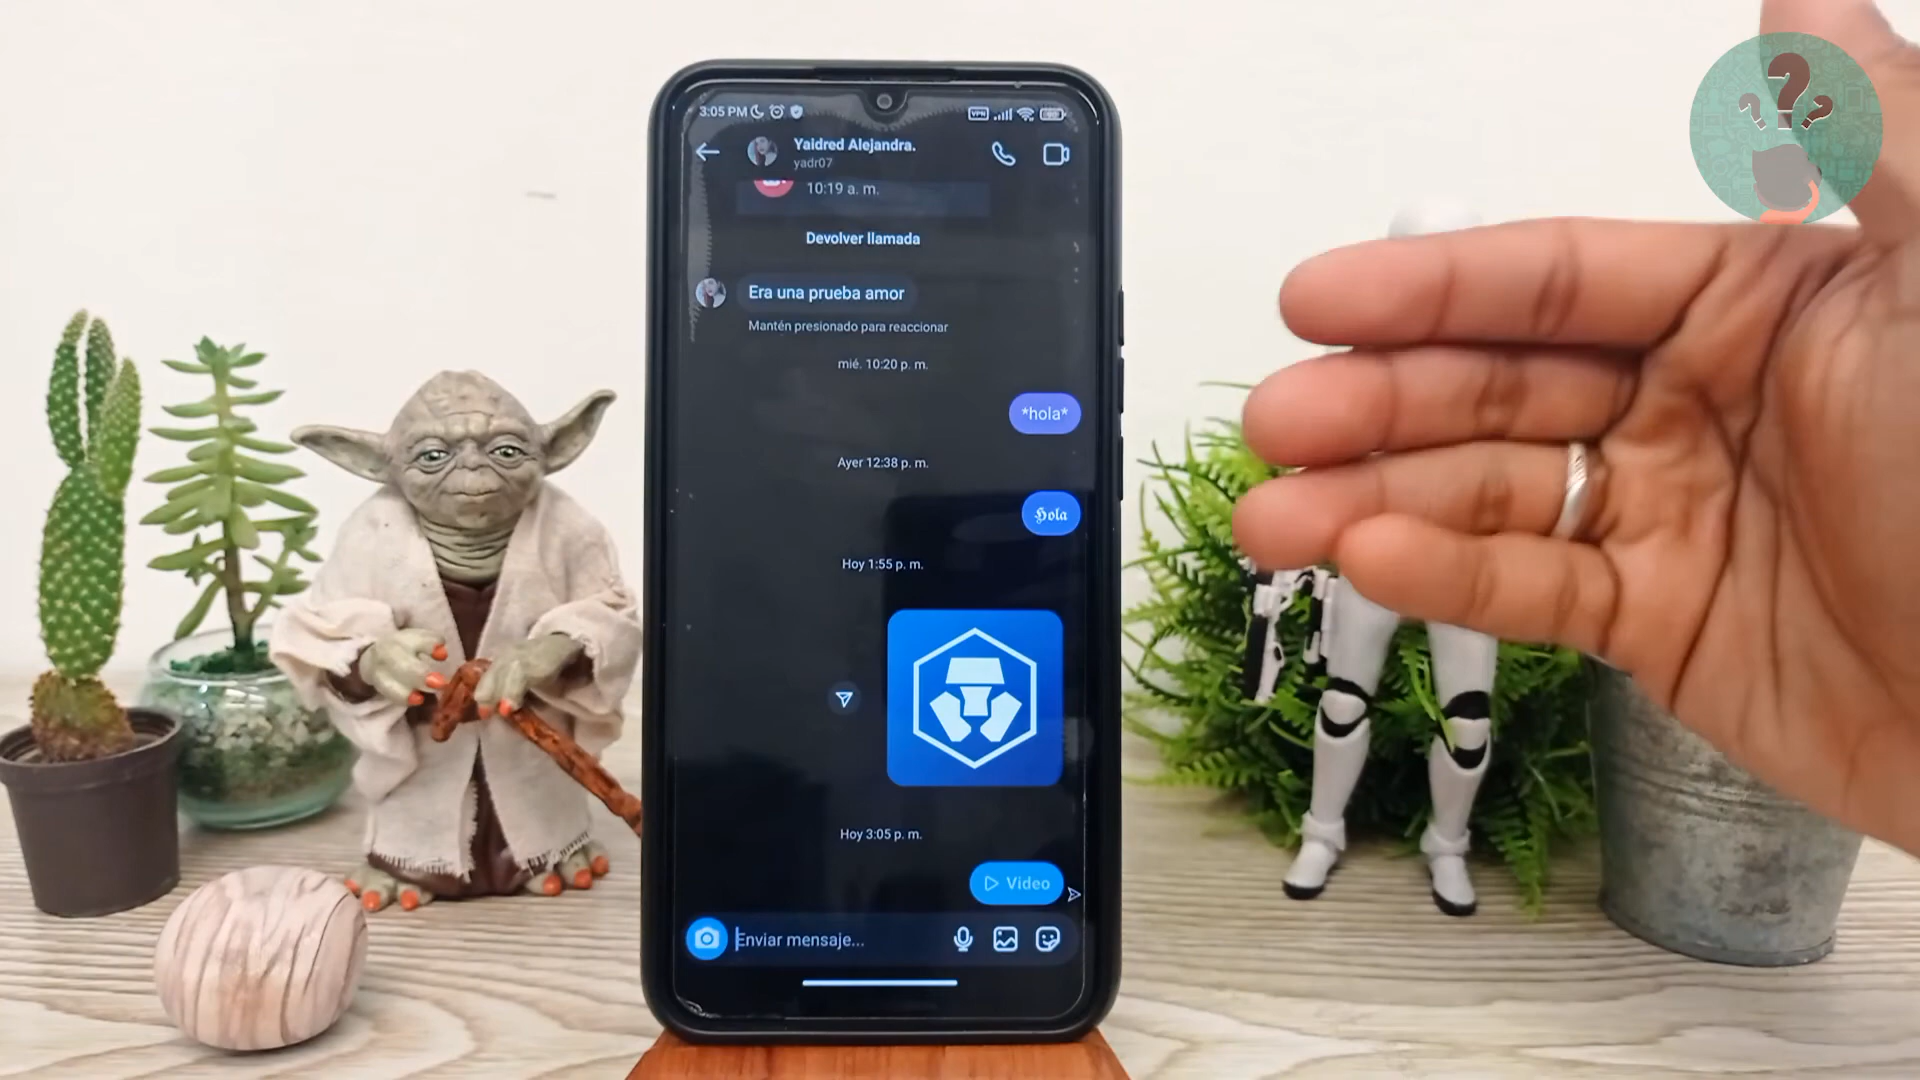 3:05 PM
VPN
Yaidred Alejandra.
yadr07
10:19 a. m.
Devolver llamada
Era una prueba amor
Mantén presionado para reaccionar
mié. 10:20 p. m.
*hola*
Ayer 12:38 p. m.
𝕳𝖔𝖑𝖆
Hoy 1:55 p. m.
Hoy 3:05 p. m.
Video
Enviar mensaje...